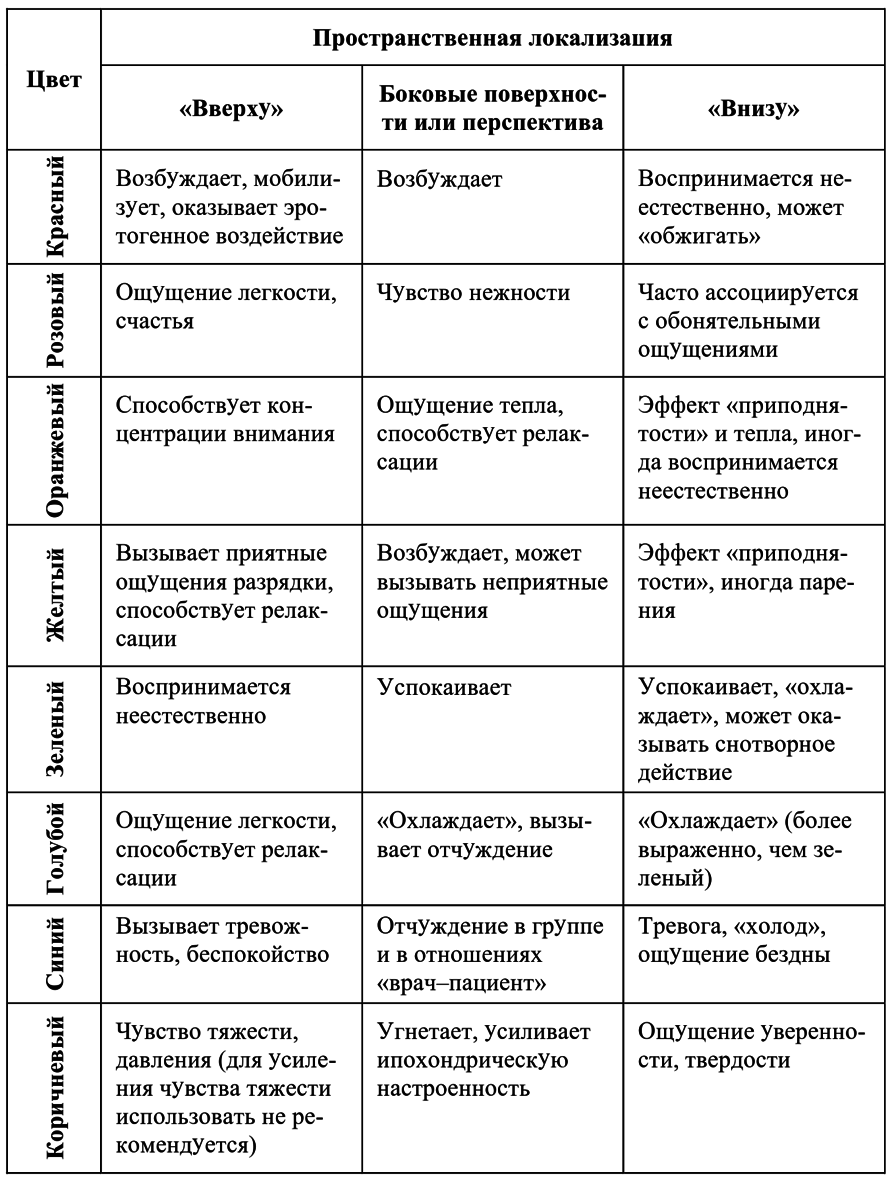 Цвет
Пространственная локализация
«Вверху»
Боковые поверхнос-
ти или перспектива
«Внизу»
Красный
Возбуждает, мобили-
зует, оказывает эро-
тогенное воздействие
Возбуждает
Воспринимается не-
естественно, может
«обжигать»
Розовый
Ощущение легкости,
счастья
Чувство нежности
Часто ассоциируется
с обонятельными
ощущениями
Оранжевый
Способствует кон-
центрации внимания
Ощущение тепла,
способствует релак-
сации
Эффект «приподня-
тости» и тепла, иног-
да воспринимается
неестественно
Желтый
Вызывает приятные
ощущения разрядки,
способствует релак-
сации
Возбуждает, может
вызывать неприятные
ощущения
Эффект «приподня-
тости», иногда паре-
ния
Зеленый
Воспринимается
неестественно
Успокаивает
Успокаивает, «охла-
ждает», может ока-
зывать снотворное
действие
Голубой
Ощущение легкости,
способствует релак-
сации
«Охлаждает», вызы-
вает отчуждение
«Охлаждает» (более
выраженно, чем зе-
леный)
Синий
Вызывает тревож-
ность, беспокойство
Отчуждение в группе
и в отношениях
«врач–пациент»
Тревога, «холод»,
ощущение бездны
Коричневый
Чувство тяжести,
давления (для усиле-
ния чувства тяжести
использовать не ре-
комендуется)
Угнетает, усиливает
ипохондрическую
настроенность
Ощущение уверенно-
сти, твердости